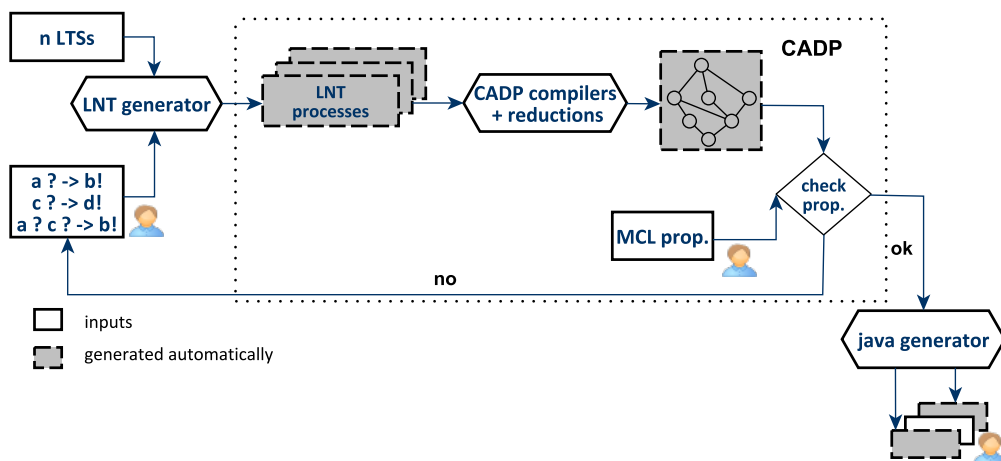 n LTSs
LNT generator
a ? -> b!
c ? -> d!
a ? c ? -> b!
LNT
processes
CADP compilers
+ reductions
CADP
check
prop.
MCL prop.
no
ok
inputs
generated automatically
java generator